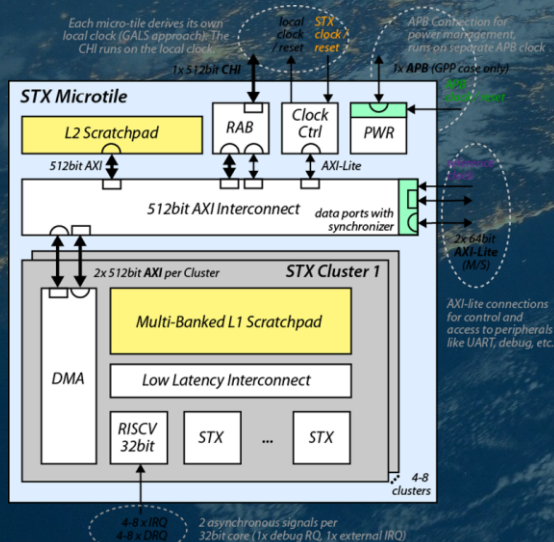 Each micro-tile derives its own
local clock (GALS approach). The
CHI runs on the local clock.
local
clock
/ reset
STX
clock /
reset
APB Connection for
power management,
runs on separate APB clock
1x 512bit CHI
1x APB (GPP case only)
APB
clock / reset
STX Microtile
L2 Scratchpad
RAB
Clock
Ctrl
PWR
512bit AXI
AXI-Lite
512bit AXI Interconnect
data ports with
synchronizer
2x 64bit
AXI-Lite
(M/S)
2x 512bit AXI per Cluster
STX Cluster 1
AXI-lite connections
for control and
access to peripherals
like UART, debug, etc.
Multi-Banked L1 Scratchpad
DMA
Low Latency Interconnect
RISCV
32bit
STX
...
STX
4-8
clusters
4-8 x IRQ
4-8 x DRQ
2 asynchronous signals per
32bit core (1x debug RQ, 1x external IRQ)